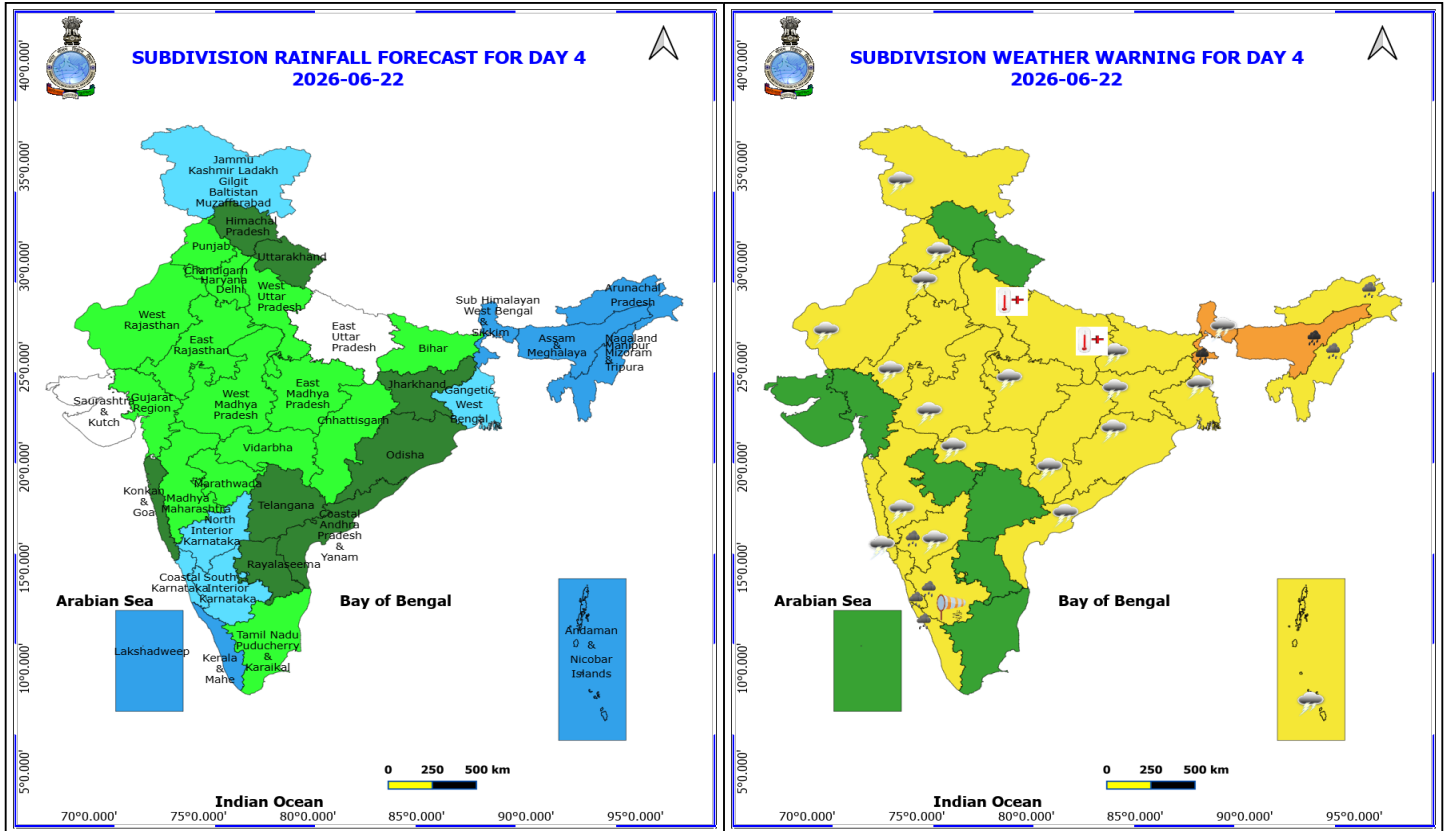 SUBDIVISION RAINFALL FORECAST FOR DAY 4
2026-06-22
40°0.000'
35°0.000'
30°0.000'
25°0.000'
20°0.000'
15°0.000'
10°0.000'
5°0.000'
Jammu
Kashmir Ladakh
Gilgit
Baltistan
Muzaffarabad
Himachal
Pradesh
Punjab
Uttarakhand
Chandigarh
Haryana
Delhi
West
Uttar
Pradesh
West
Rajasthan
East
Rajasthan
East
Uttar
Pradesh
Bihar
Sub Himalayan
West Bengal
&
Sikkim
Arunachal
Pradesh
Assam
&
Meghalaya
Nagaland
Manipur
Mizoram
&
Tripura
Jharkhand
Gangetic
West
Bengal
Saurashtra
&
Kutch
Gujarat
Region
West
Madhya
Pradesh
East
Madhya
Pradesh
Chhattisgarh
Odisha
Vidarbha
Marathwada
Madhya
Maharashtra
Konkan
&
Goa
Telangana
Coastal
Andhra
Pradesh
&
Yanam
North
Interior
Karnataka
Rayalaseema
Coastal
Karnataka
South
Interior
Karnataka
Tamil Nadu
Puducherry
&
Karaikal
Kerala
&
Mahe
Lakshadweep
Andaman
&
Nicobar
Islands
Arabian Sea
Bay of Bengal
Indian Ocean
0 250 500 km
70°0.000' 75°0.000' 80°0.000' 85°0.000' 90°0.000' 95°0.000'
SUBDIVISION WEATHER WARNING FOR DAY 4
2026-06-22
40°0.000'
35°0.000'
30°0.000'
25°0.000'
20°0.000'
15°0.000'
10°0.000'
5°0.000'
Arabian Sea
Bay of Bengal
Indian Ocean
0 250 500 km
70°0.000' 75°0.000' 80°0.000' 85°0.000' 90°0.000' 95°0.000'